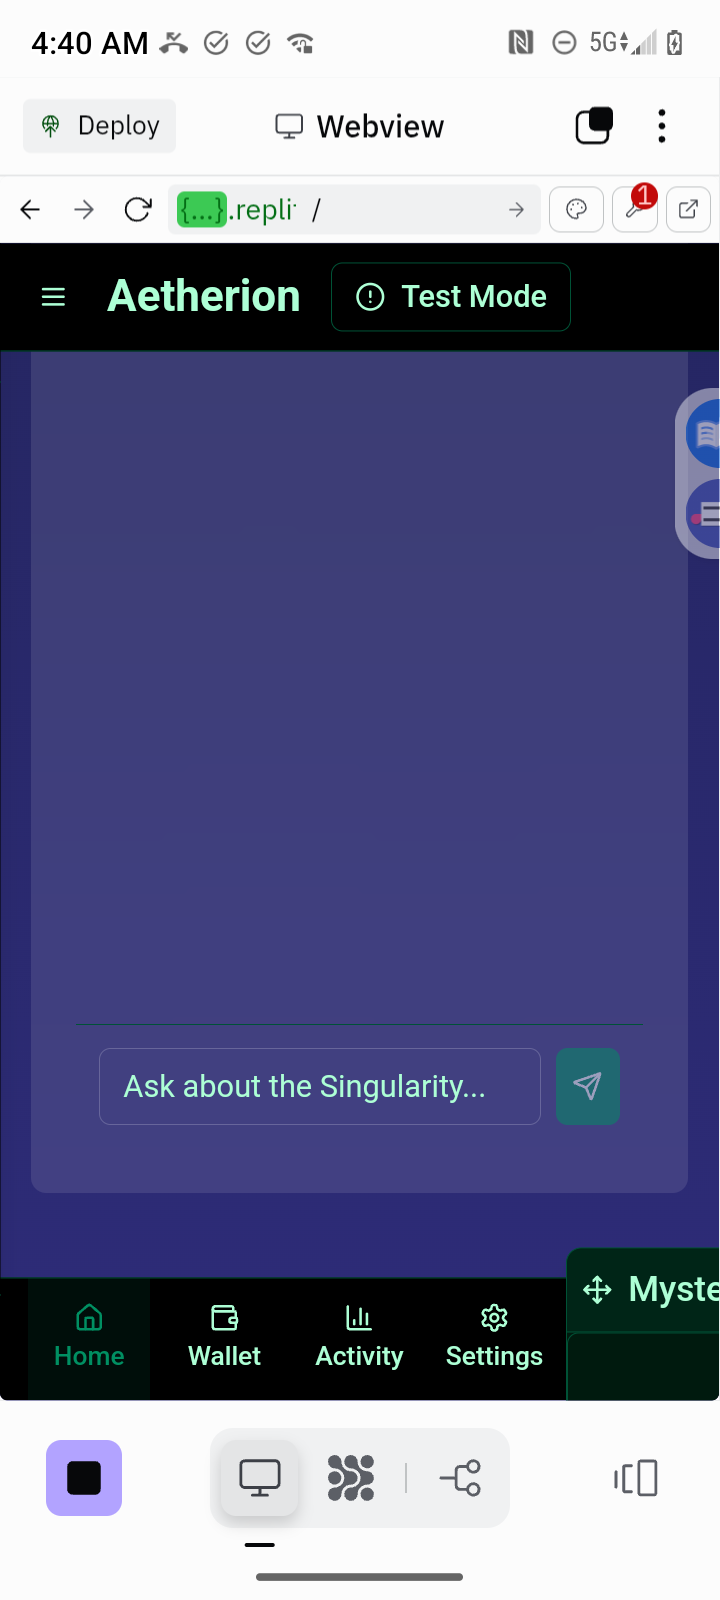 4:40 AM
5G
Deploy
Webview
{...}.repli /
1
Aetherion
Test Mode
Ask about the Singularity...
Myste
Home
Wallet
Activity
Settings